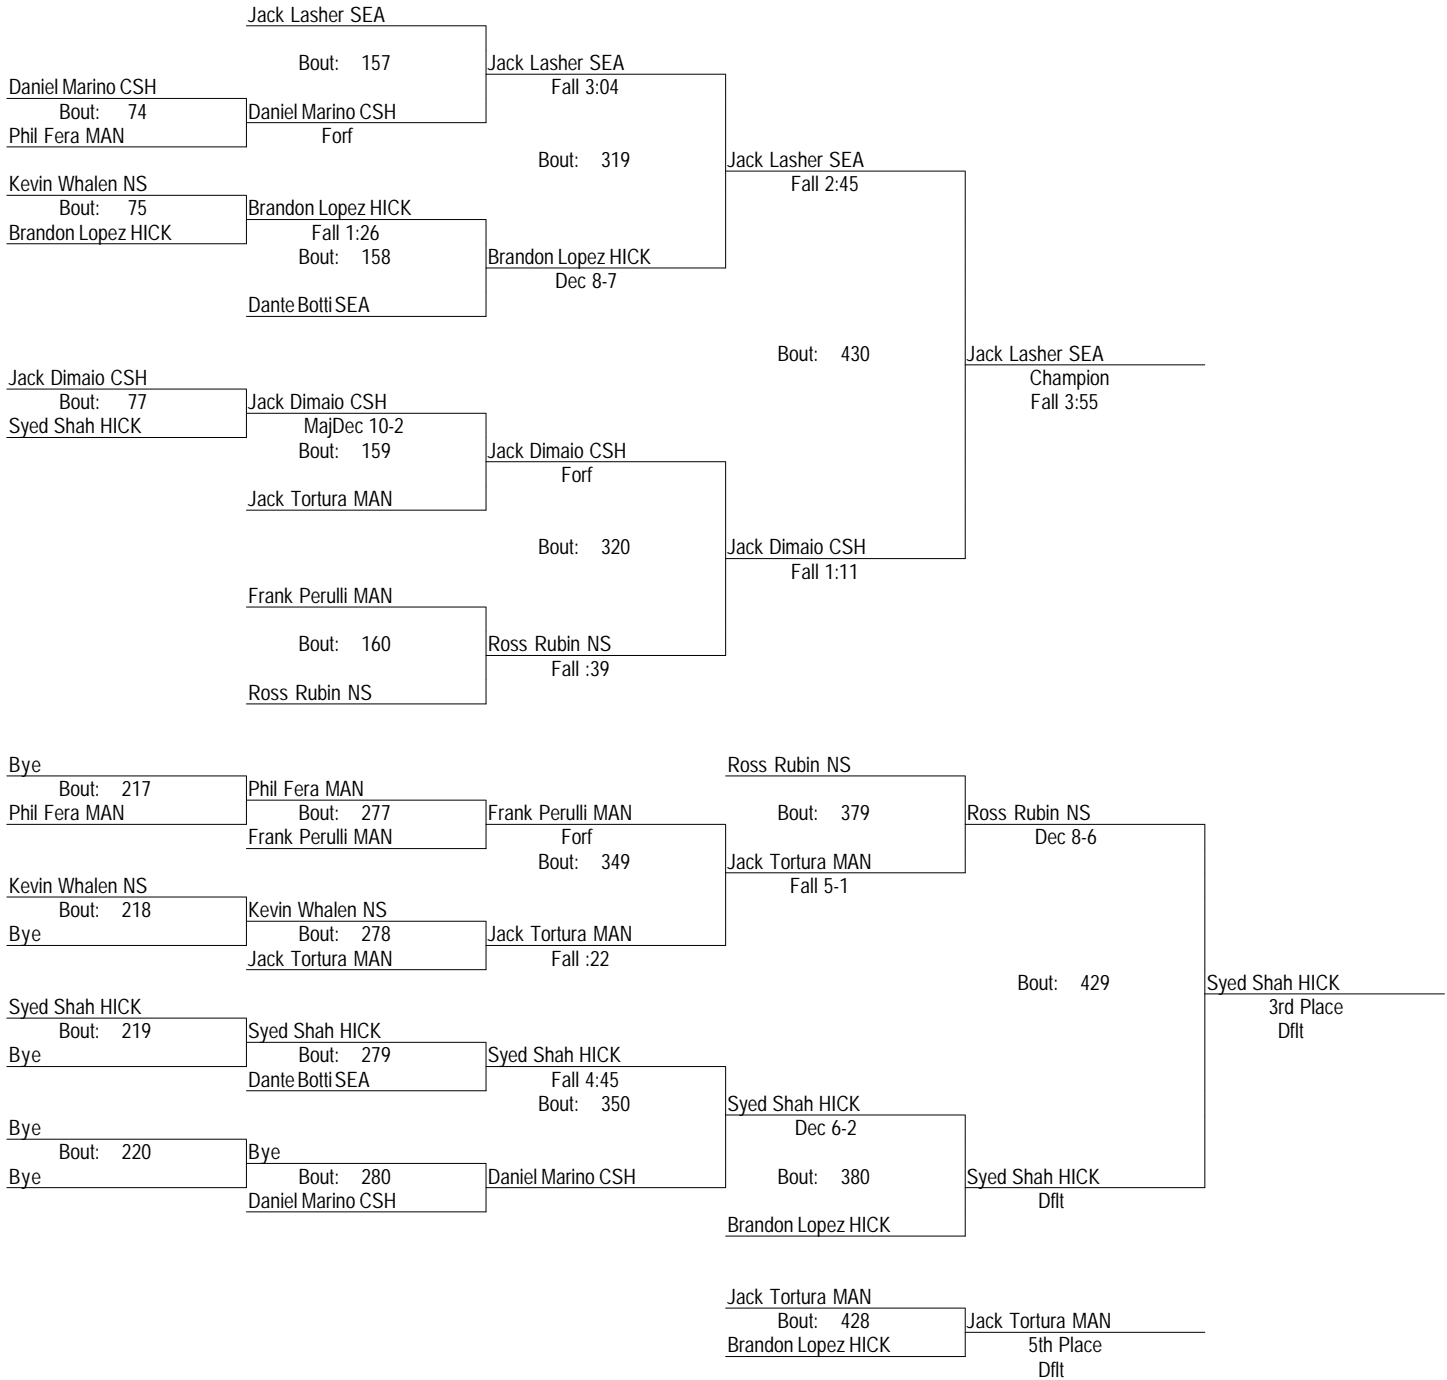 Jack Lasher SEA
Bout: 157
Jack Lasher SEA
Daniel Marino CSH
Fall 3:04
Bout: 74
Daniel Marino CSH
Phil Fera MAN
Forf
Bout: 319
Jack Lasher SEA
Kevin Whalen NS
Fall 2:45
Bout: 75
Brandon Lopez HICK
Brandon Lopez HICK
Fall 1:26
Bout: 158
Brandon Lopez HICK
Dec 8-7
Dante Botti SEA
Bout: 430
Jack Lasher SEA
Jack Dimaio CSH
Champion
Bout: 77
Jack Dimaio CSH
Fall 3:55
Syed Shah HICK
MajDec 10-2
Bout: 159
Jack Dimaio CSH
Forf
Jack Tortura MAN
Bout: 320
Jack Dimaio CSH
Fall 1:11
Frank Perulli MAN
Bout: 160
Ross Rubin NS
Fall :39
Ross Rubin NS
Bye
Ross Rubin NS
Bout: 217
Phil Fera MAN
Phil Fera MAN
Bout: 277
Frank Perulli MAN
Bout: 379
Ross Rubin NS
Frank Perulli MAN
Forf
Dec 8-6
Bout: 349
Jack Tortura MAN
Kevin Whalen NS
Fall 5-1
Bout: 218
Kevin Whalen NS
Bye
Bout: 278
Jack Tortura MAN
Jack Tortura MAN
Fall :22
Bout: 429
Syed Shah HICK
Syed Shah HICK
3rd Place
Bout: 219
Syed Shah HICK
Dflt
Bye
Bout: 279
Syed Shah HICK
Dante Botti SEA
Fall 4:45
Bout: 350
Syed Shah HICK
Bye
Dec 6-2
Bout: 220
Bye
Bye
Bout: 280
Daniel Marino CSH
Bout: 380
Syed Shah HICK
Daniel Marino CSH
Dflt
Brandon Lopez HICK
Jack Tortura MAN
Bout: 428
Jack Tortura MAN
Brandon Lopez HICK
5th Place
Dflt